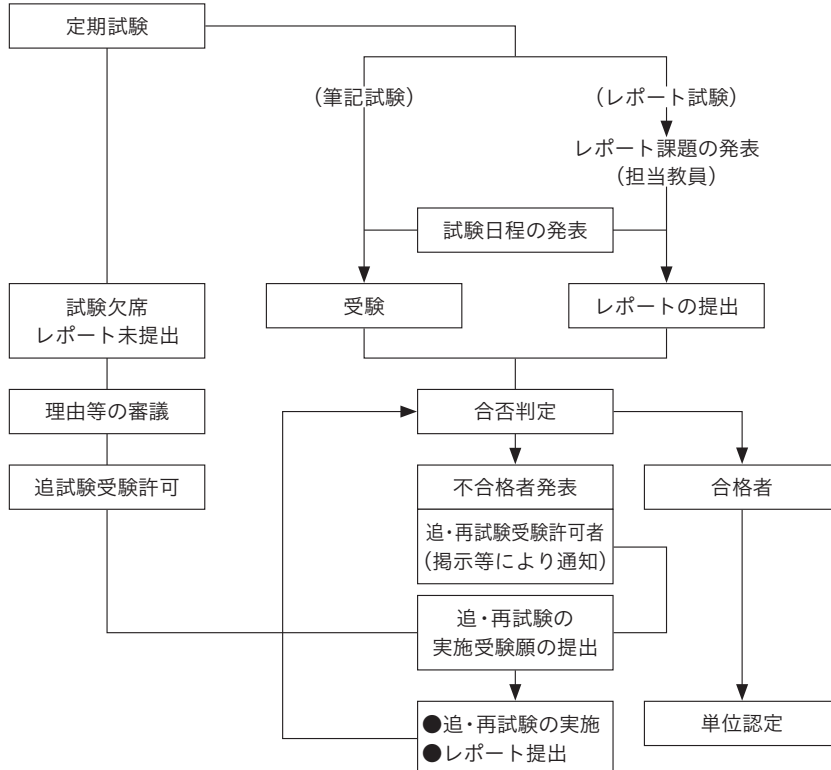 定期試験
（筆記試験）
（レポート試験）
レポート課題の発表
（担当教員）
試験日程の発表
試験欠席
レポート未提出
受験
レポートの提出
理由等の審議
合否判定
追試験受験許可
不合格者発表
合格者
追・再試験受験許可者
（掲示等により通知）
追・再試験の
実施受験願の提出
●追・再試験の実施
●レポート提出
単位認定